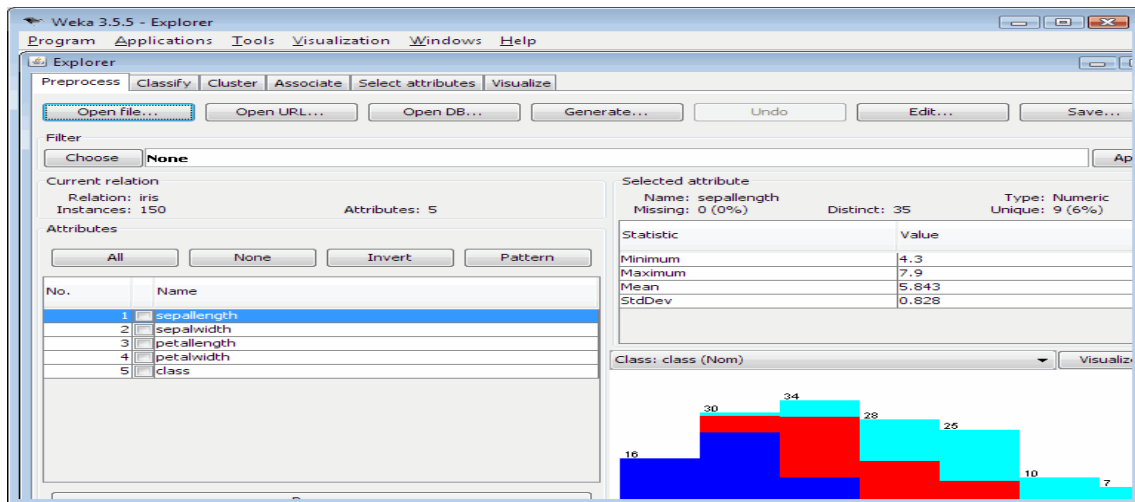 Weka 3.5.5 - Explorer
Program Applications Tools Visualization Windows Help
Explorer
Preprocess Classify Cluster Associate Select attributes Visualize
Open file... Open URL... Open DB... Generate... Undo Edit... Save...
Filter
Choose None
Current relation
Relation: iris
Instances: 150 Attributes: 5
Attributes
All None Invert Pattern
No. Name
1 sepallength
2 sepalwidth
3 petallength
4 petalwidth
5 class
Selected attribute
Name: sepallength Type: Numeric
Missing: 0 (0%) Distinct: 35 Unique: 9 (6%)
Statistic Value
Minimum 4.3
Maximum 7.9
Mean 5.843
StdDev 0.828
Class: class (Nom)
16 30 34 28 25 10 7